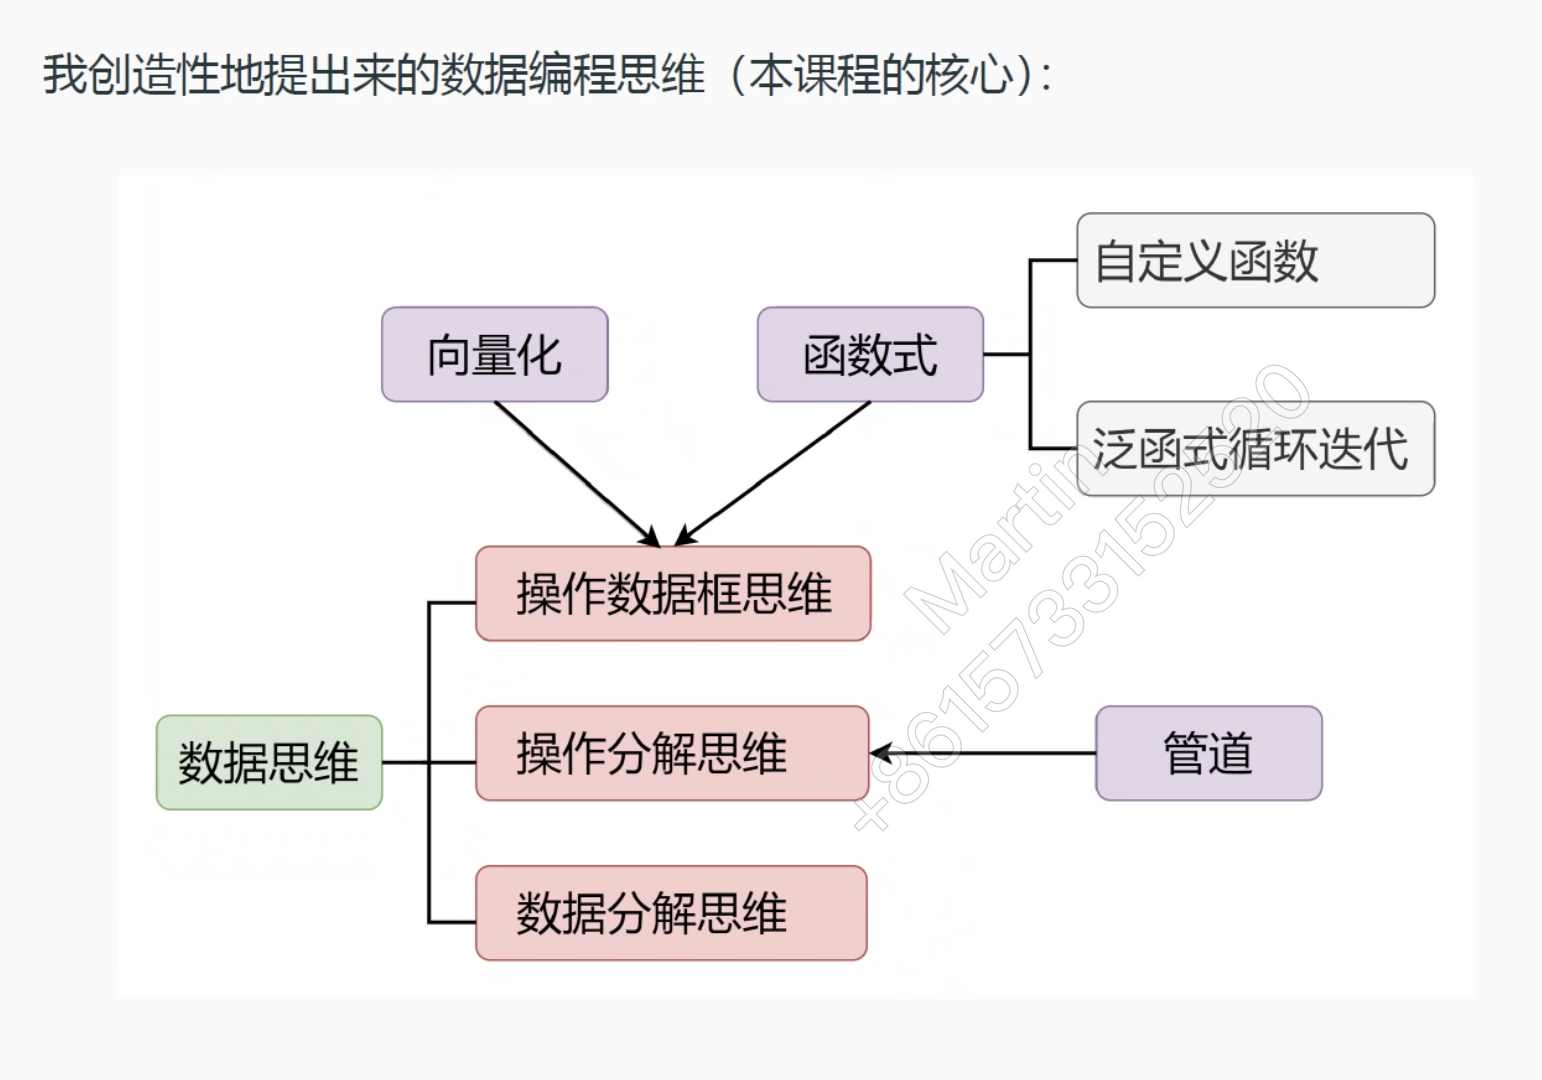 我创造性地提出来的数据编程思维（本课程的核心）：
自定义函数
向量化
函数式
泛函式循环迭代
操作数据框思维
数据思维
操作分解思维
管道
数据分解思维
Martin
+8615733152520